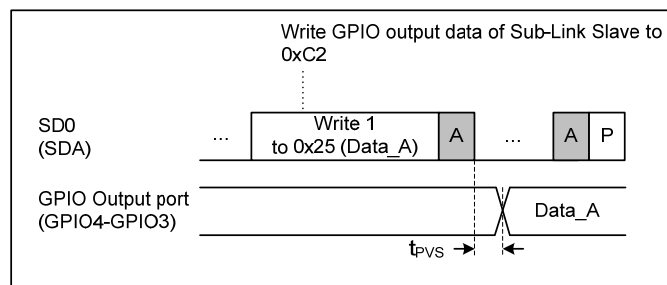 Write GPIO output data of Sub-Link Slave to
0xC2
SD0
(SDA)
...
Write 1
to 0x25 (Data_A)
A
...
A
P
GPIO Output port
(GPIO4-GPIO3)
Data_A
tPVS